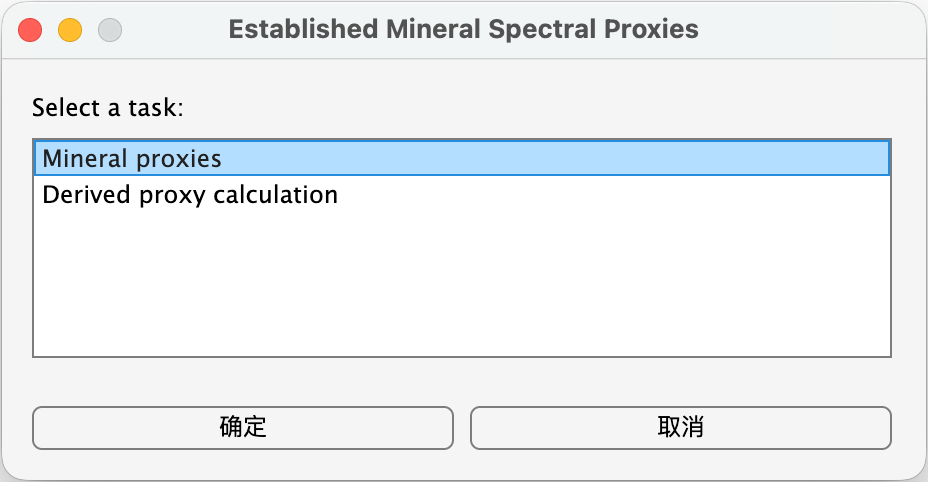 Established Mineral Spectral Proxies
Select a task:
Mineral proxies
Derived proxy calculation
确定
取消